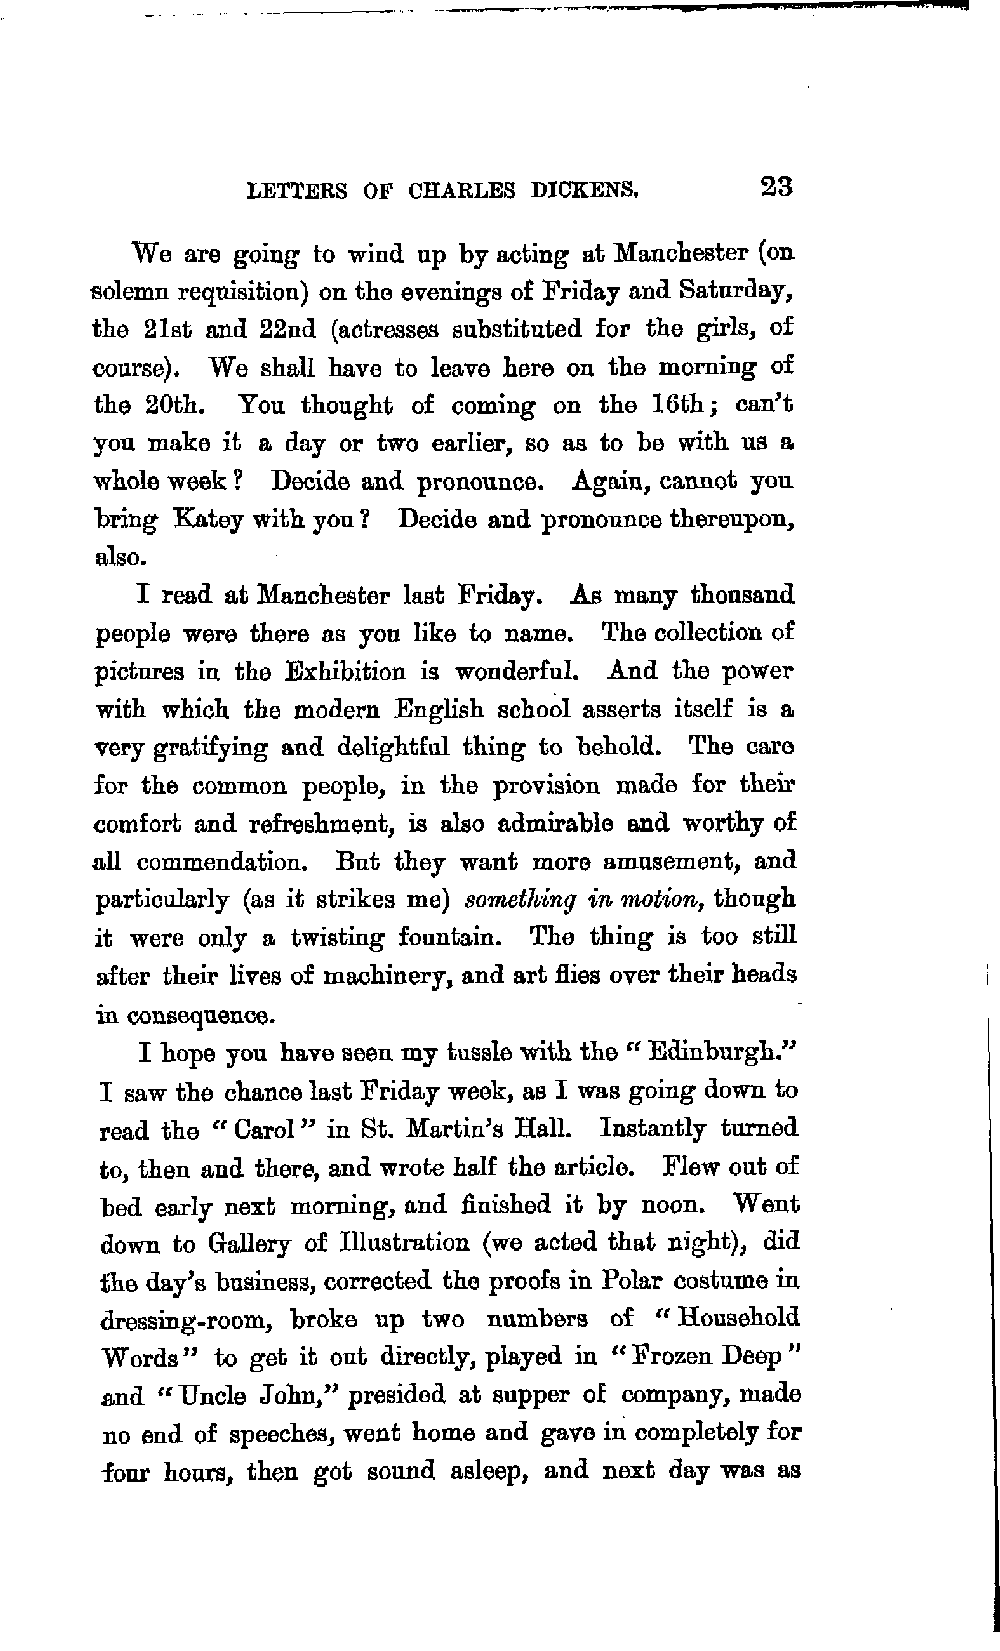 LETTERS OF CHARLES DICKENS. 23
We are going to wind up by acting at Manchester (on
solemn requisition) on the evenings of Friday and Saturday,
the 21st and 22nd (actresses substituted for the girls, of
course). We shall have to leave here on the morning of
the 20th. You thought of coming on the 16th; can't
you make it a day or two earlier, so as to be with us a
whole week? Decide and pronounce. Again, cannot you
bring Katey with you? Decide and pronounce thereupon,
also.
I read at Manchester last Friday. As many thousand
people were there as you like to name. The collection of
pictures in the Exhibition is wonderful. And the power
with which the modern English school asserts itself is a
very gratifying and delightful thing to behold. The care
for the common people, in the provision made for their
comfort and refreshment, is also admirable and worthy of
all commendation. But they want more amusement, and
particularly (as it strikes me) something in motion, though
it were only a twisting fountain. The thing is too still
after their lives of machinery, and art flies over their heads
in consequence.
I hope you have seen my tussle with the "Edinburgh."
I saw the chance last Friday week, as I was going down to
read the "Carol" in St. Martin's Hall. Instantly turned
to, then and there, and wrote half the article. Flew out of
bed early next morning, and finished it by noon. Went
down to Gallery of Illustration (we acted that night), did
the day's business, corrected the proofs in Polar costume in
dressing-room, broke up two numbers of "Household
Words" to get it out directly, played in "Frozen Deep"
and "Uncle John," presided at supper of company, made
no end of speeches, went home and gave in completely for
four hours, then got sound asleep, and next day was as